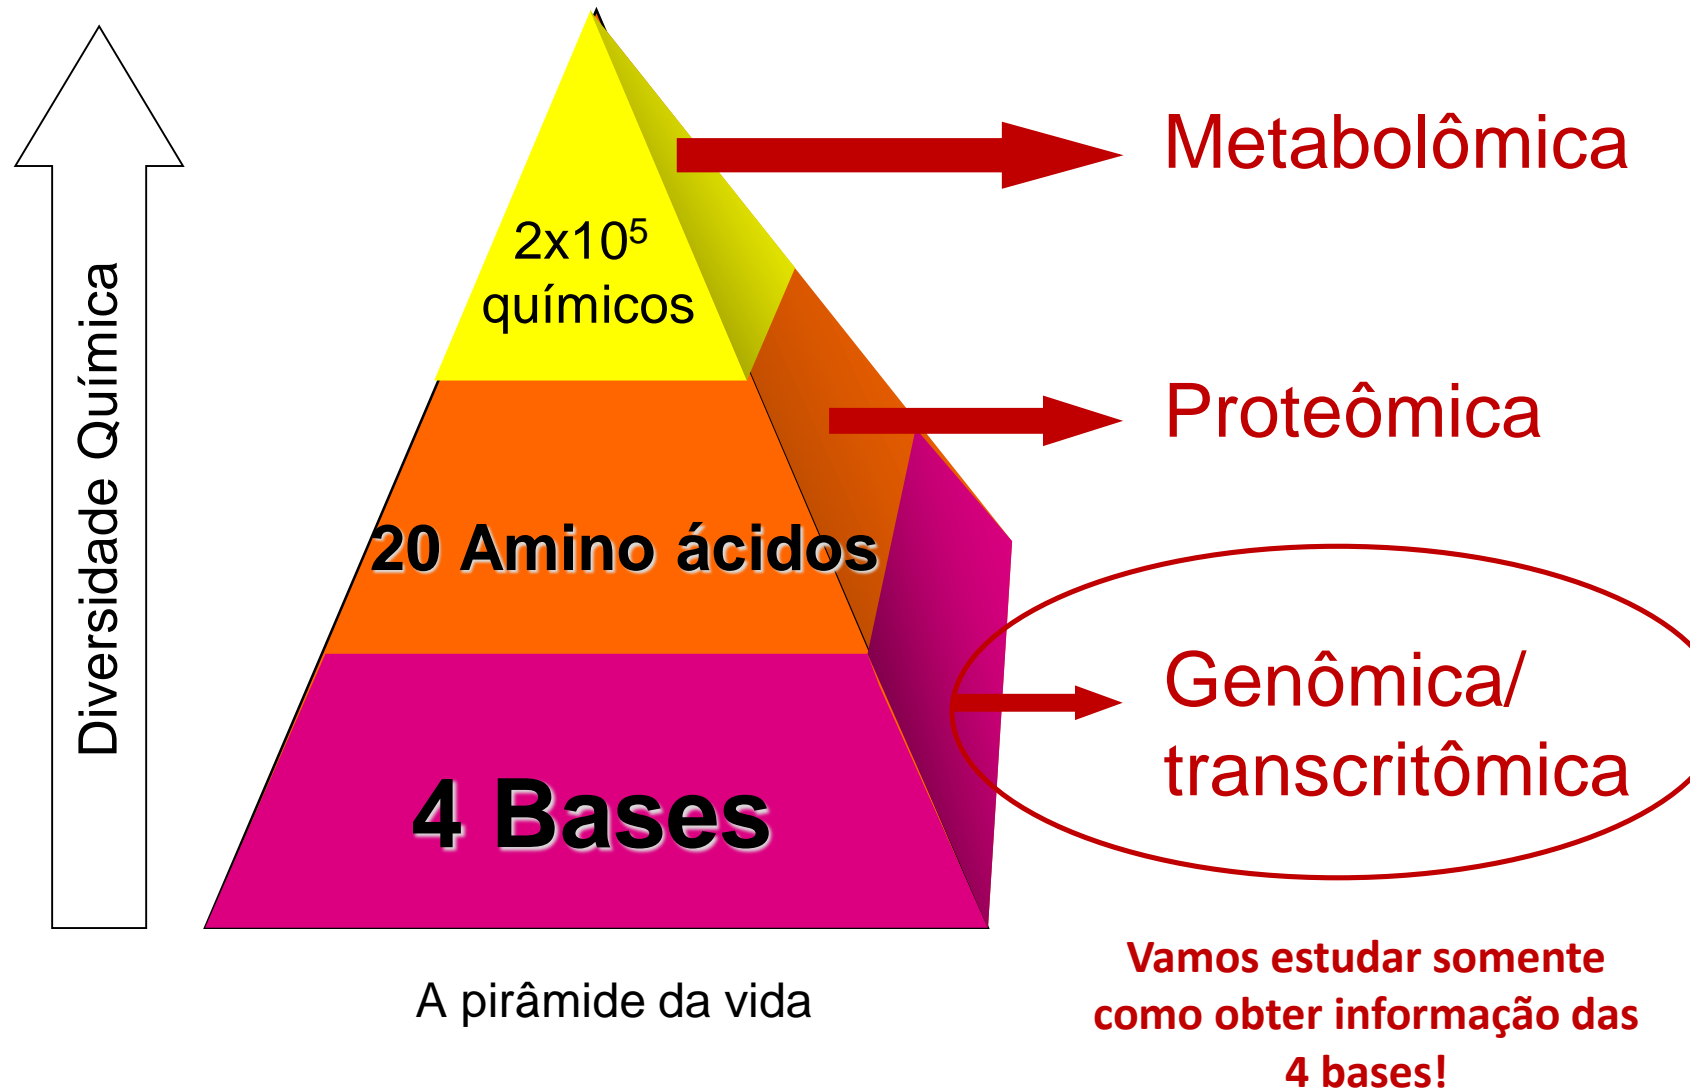 Diversidade Química
2x10⁵
químicos
20 Amino ácidos
4 Bases
A pirâmide da vida
Metabolômica
Proteômica
Genômica/
transcritômica
Vamos estudar somente
como obter informação das
4 bases!